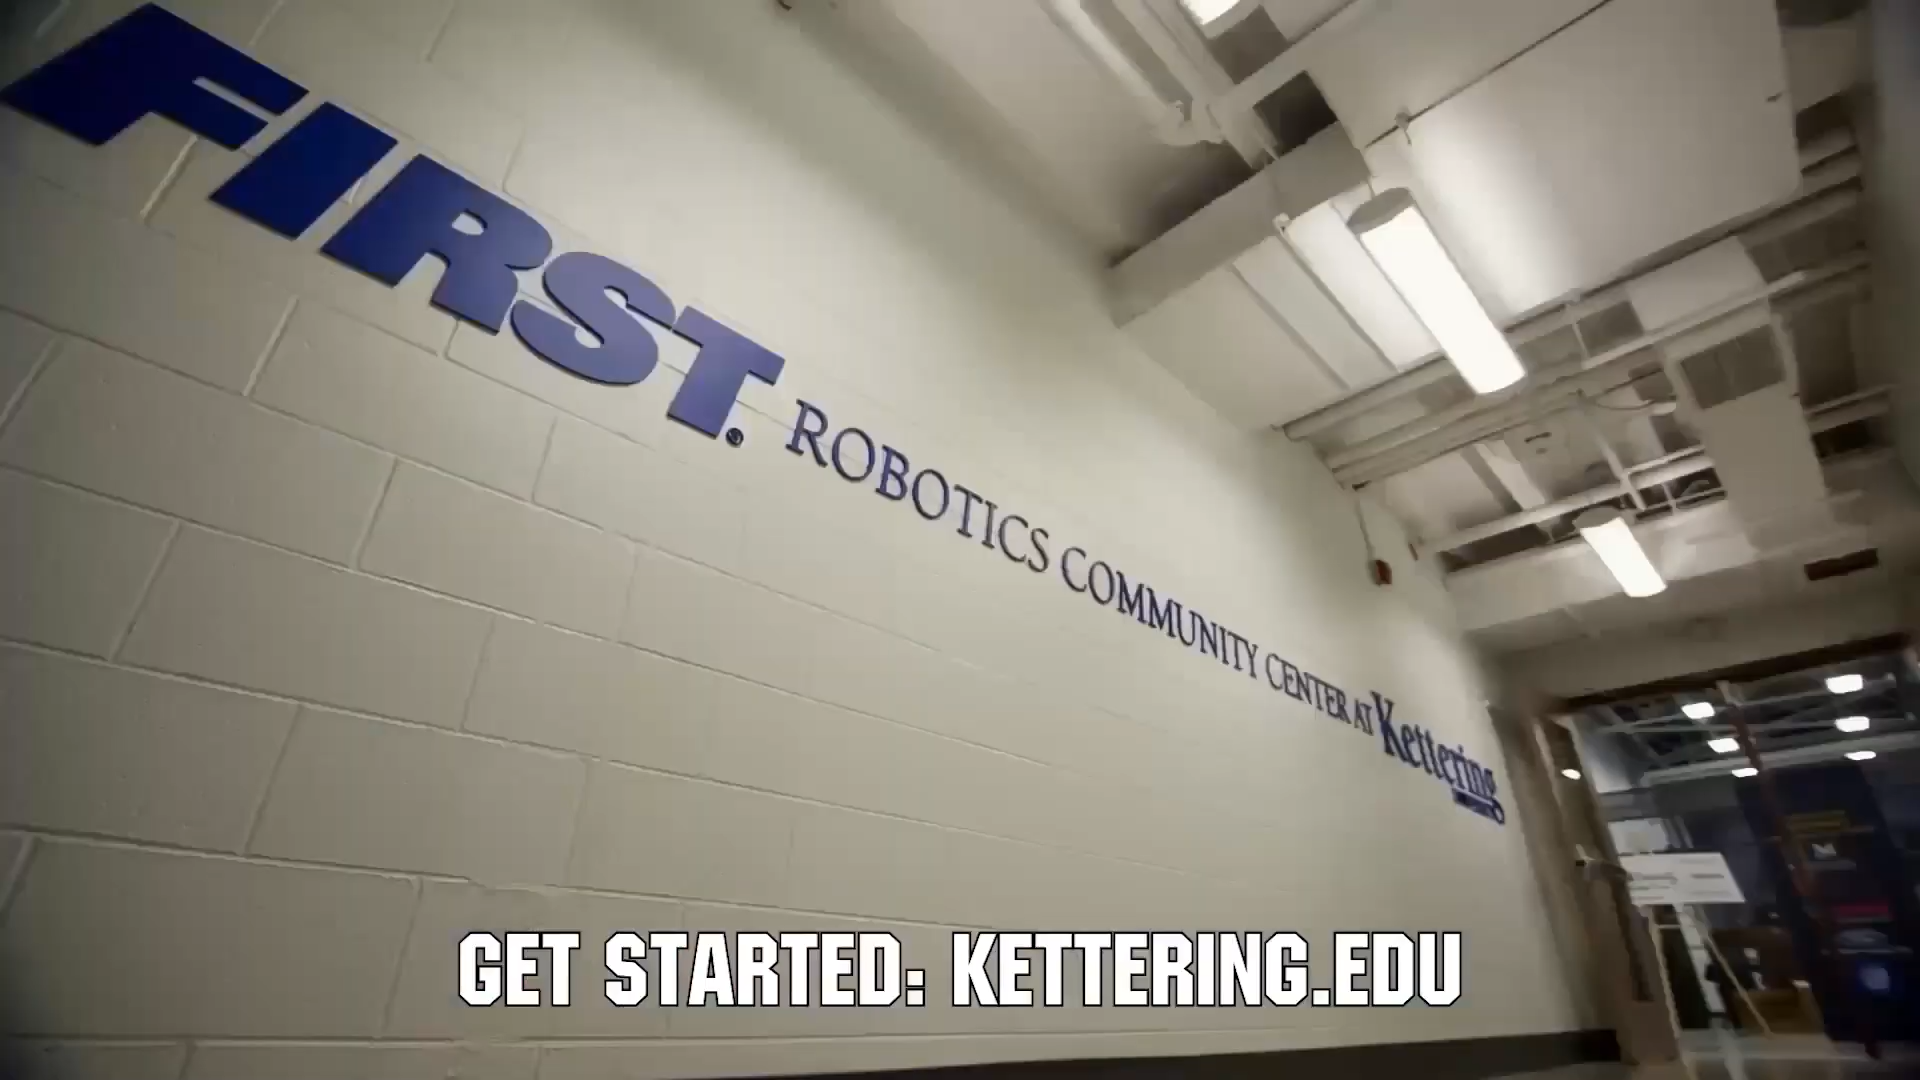 FIRST® ROBOTICS COMMUNITY CENTER AT Kettering
GET STARTED: KETTERING.EDU